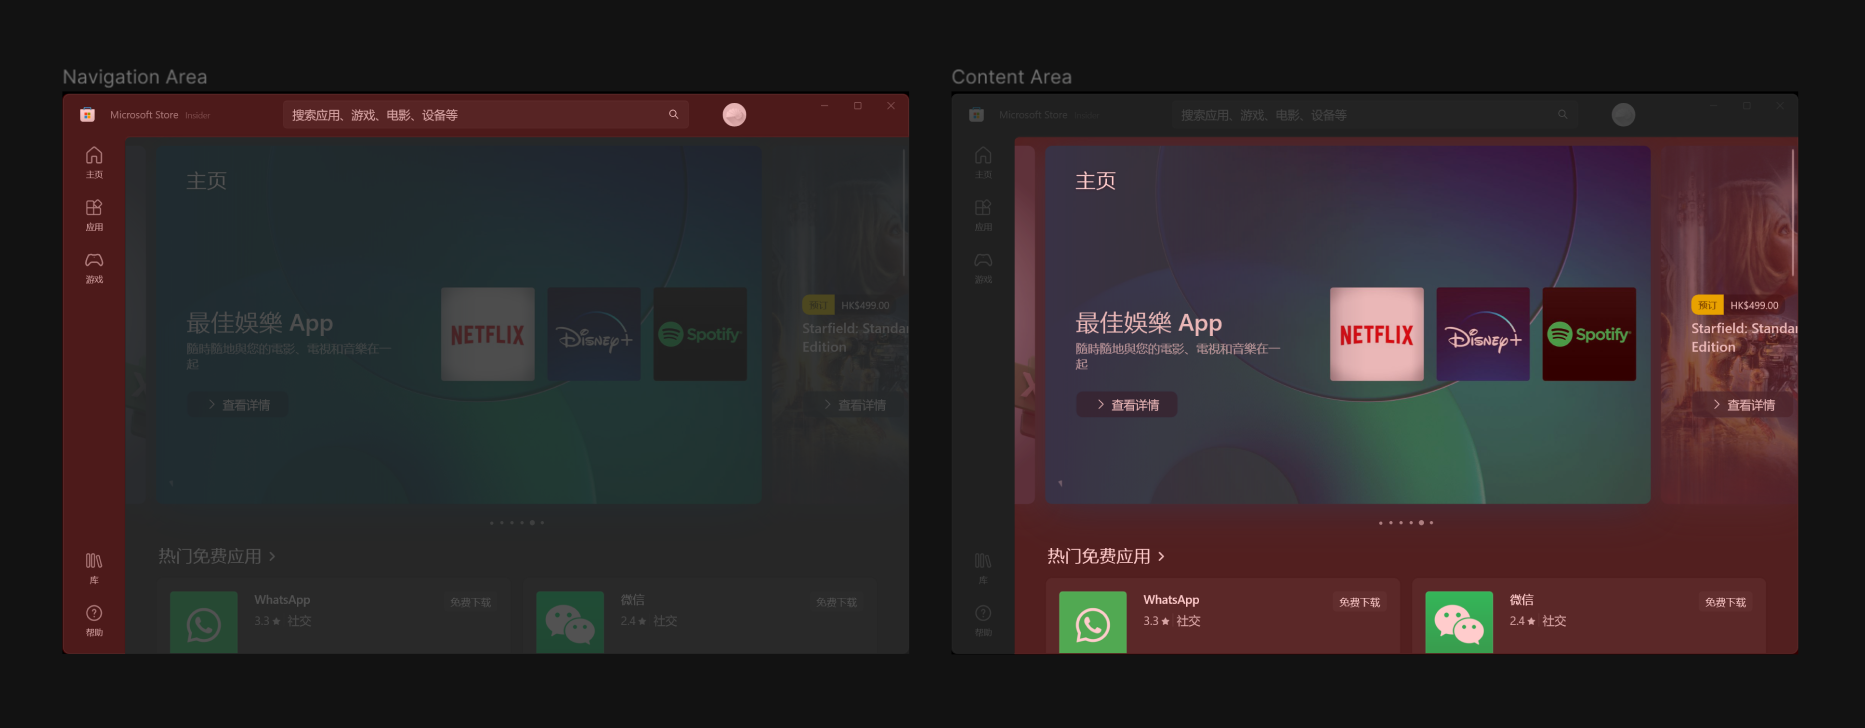 Navigation Area
Microsoft Store Insider
搜索应用、游戏、电影、设备等
主页
应用
游戏
库
帮助
主页
最佳娛樂 App
隨時隨地與您的電影、電視和音樂在一
起
查看详情
NETFLIX
Disney+
Spotify
预订 HK$499.00
Starfield: Standar
Edition
查看详情
热门免费应用
WhatsApp
3.3★ 社交
免费下载
微信
2.4★ 社交
免费下载
Content Area
Microsoft Store Insider
搜索应用、游戏、电影、设备等
主页
应用
游戏
库
帮助
主页
最佳娛樂 App
隨時隨地與您的電影、電視和音樂在一
起
查看详情
NETFLIX
Disney+
Spotify
预订 HK$499.00
Starfield: Standar
Edition
查看详情
热门免费应用
WhatsApp
3.3★ 社交
免费下载
微信
2.4★ 社交
免费下载